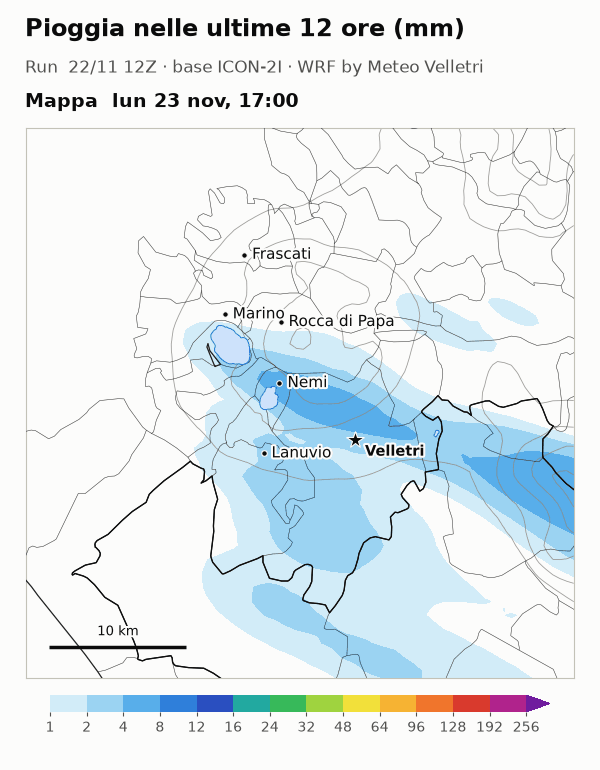 Pioggia nelle ultime 12 ore (mm)
Run  22/11 12Z · base ICON-2I · WRF by Meteo Velletri
Mappa  lun 23 nov, 17:00
Frascati
Marino
Rocca di Papa
Nemi
Velletri
Lanuvio
10 km
1 2 4 8 12 16 24 32 48 64 96 128 192 256